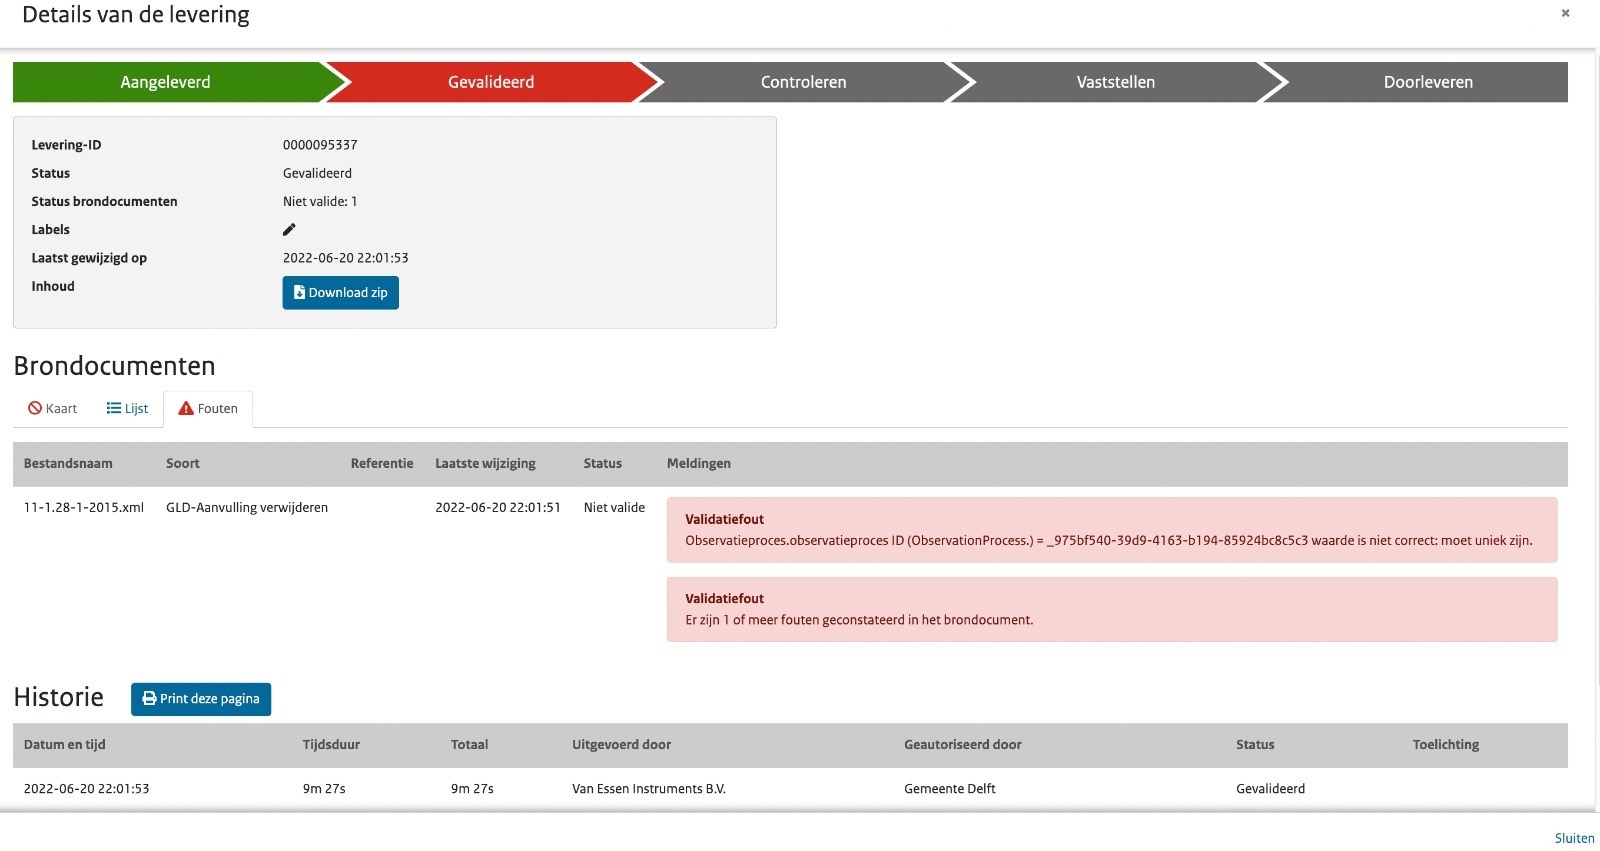 Details van de levering
×
Aangeleverd
Gevalideerd
Controleren
Vaststellen
Doorleveren
Levering-ID 0000095337
Status Gevalideerd
Status brondocumenten Niet valide: 1
Labels
Laatst gewijzigd op 2022-06-20 22:01:53
Inhoud Download zip
Brondocumenten
Kaart Lijst Fouten
Bestandsnaam Soort Referentie Laatste wijziging Status Meldingen
11-1.28-1-2015.xml GLD-Aanvulling verwijderen 2022-06-20 22:01:51 Niet valide
Validatiefout
Observatieproces.observatieproces ID (ObservationProcess.) = _975bf540-39d9-4163-b194-85924bc8c5c3 waarde is niet correct: moet uniek zijn.
Validatiefout
Er zijn 1 of meer fouten geconstateerd in het brondocument.
Historie Print deze pagina
Datum en tijd Tijdsduur Totaal Uitgevoerd door Geautoriseerd door Status Toelichting
2022-06-20 22:01:53 9m 27s 9m 27s Van Essen Instruments B.V. Gemeente Delft Gevalideerd
Sluiten